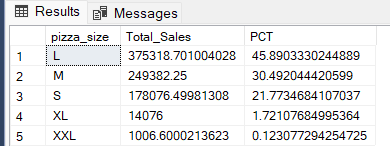 Results Messages
pizza_size Total_Sales PCT
1 L 375318.701004028 45.8903330244889
2 M 249382.25 30.492044420599
3 S 178076.49981308 21.7734684107037
4 XL 14076 1.72107684995364
5 XXL 1006.6000213623 0.123077294254725